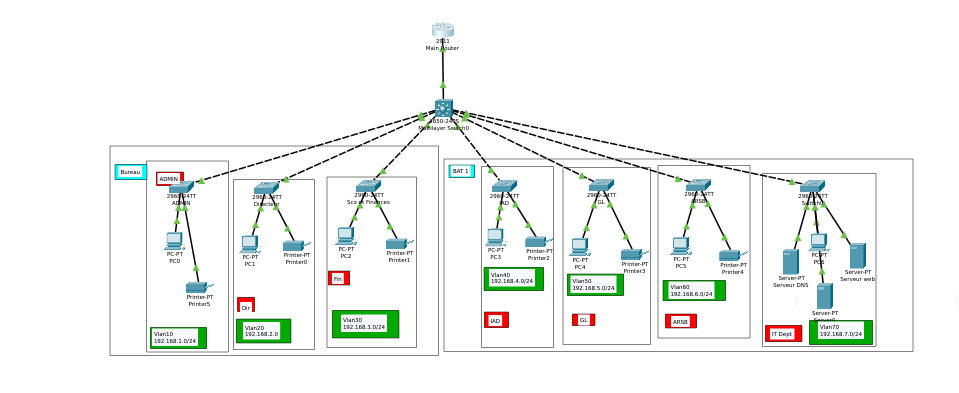 2911
Main Router
3650-24PS
Multilayer Switch0
Bureau
ADMIN
2960-24TT
ADMIN
PC-PT
PC0
Printer-PT
Printer5
Vlan10
192.168.1.0/24
2960-24TT
Directeur
PC-PT
PC1
Printer-PT
Printer0
Dir
Vlan20
192.168.2.0
2960-24TT
Sco et Finances
PC-PT
PC2
Printer-PT
Printer1
Fin
Vlan30
192.168.3.0/24
BAT 1
2960-24TT
IAD
PC-PT
PC3
Printer-PT
Printer2
Vlan40
192.168.4.0/24
IAD
2960-24TT
GL
PC-PT
PC4
Printer-PT
Printer3
Vlan50
192.168.5.0/24
GL
2960-24TT
ARSB
PC-PT
PC5
Printer-PT
Printer4
Vlan60
192.168.6.0/24
ARSB
2960-24TT
PC-PT
PC6
Server-PT
Serveur DNS
Server-PT
Serveur web
Server-PT
Server0
IT Dept
Vlan70
192.168.7.0/24